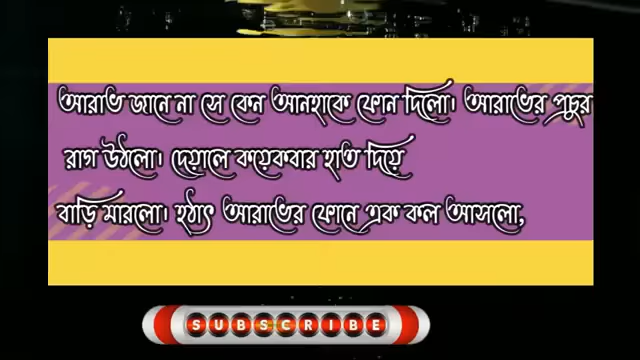 আরাভ জানে না সে কেন আনহাকে ফোন দিলো। আরাভের প্রচুর
রাগ উঠলো। দেয়ালে কয়েকবার হাত দিয়ে
বাড়ি মারলো। হঠাৎ আরাভের ফোনে এক কল আসলো,
SUBSCRIBE